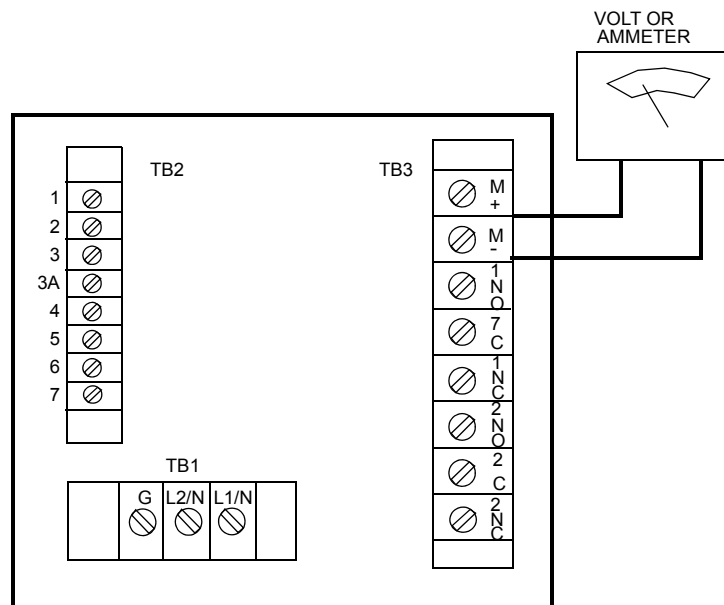 VOLT OR
AMMETER
TB2
1
2
3
3A
4
5
6
7
TB3
M
+
M
-
1
N
O
7
C
1
N
C
2
N
O
2
C
2
N
C
TB1
G L2/N L1/N